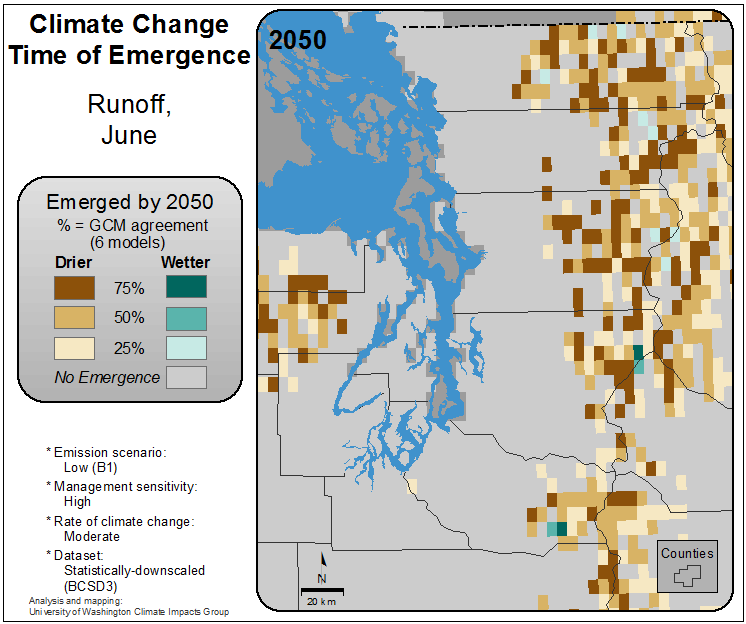 Climate Change
Time of Emergence
Runoff,
June
Emerged by 2050
% = GCM agreement
(6 models)
Drier Wetter
75%
50%
25%
No Emergence
* Emission scenario:
Low (B1)
* Management sensitivity:
High
* Rate of climate change:
Moderate
* Dataset:
Statistically-downscaled
(BCSD3)
Analysis and mapping:
University of Washington Climate Impacts Group
2050
N
20 km
Counties